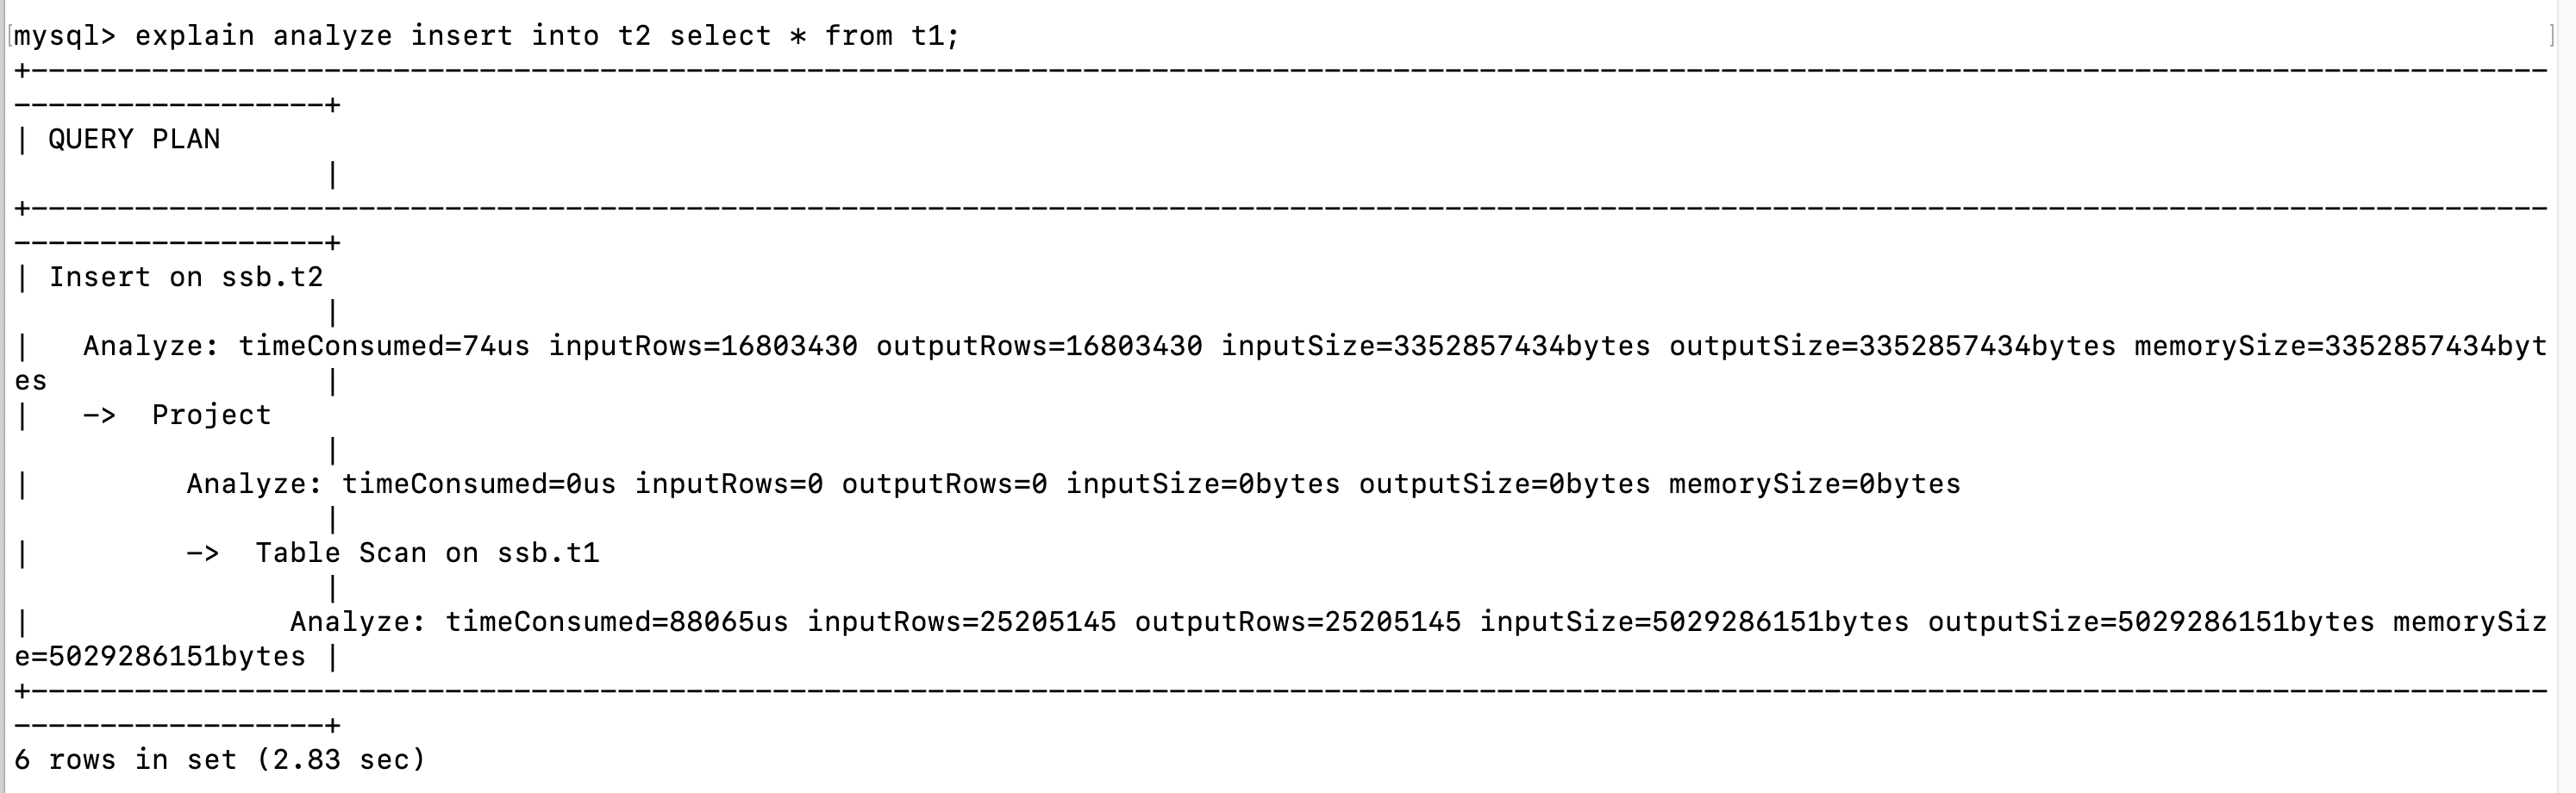 [mysql> explain analyze insert into t2 select * from t1; ]
+--------------------------------------------------------------------------------------------------------------------------------------------------
------------------+
| QUERY PLAN
                  |
+--------------------------------------------------------------------------------------------------------------------------------------------------
------------------+
| Insert on ssb.t2
                  |
|   Analyze: timeConsumed=74us inputRows=16803430 outputRows=16803430 inputSize=3352857434bytes outputSize=3352857434bytes memorySize=3352857434byt
es                |
|   ->  Project
                  |
|         Analyze: timeConsumed=0us inputRows=0 outputRows=0 inputSize=0bytes outputSize=0bytes memorySize=0bytes
                  |
|         ->  Table Scan on ssb.t1
                  |
|               Analyze: timeConsumed=88065us inputRows=25205145 outputRows=25205145 inputSize=5029286151bytes outputSize=5029286151bytes memorySiz
e=5029286151bytes |
+--------------------------------------------------------------------------------------------------------------------------------------------------
------------------+
6 rows in set (2.83 sec)